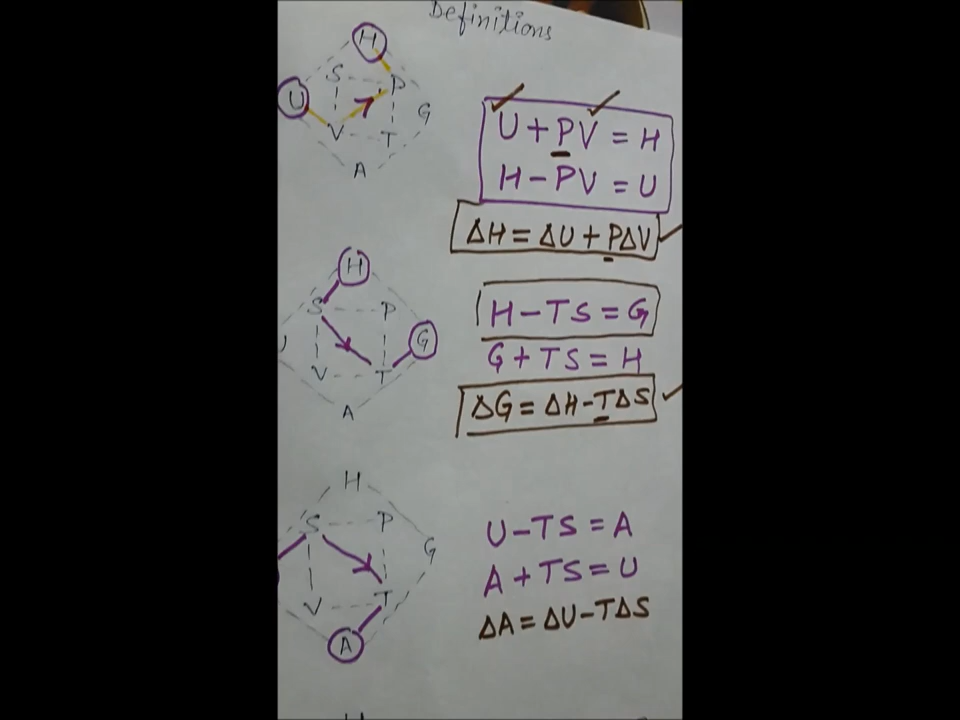 Definitions
H
S P
U G
V T
A
U + PV = H
H - PV = U
ΔH = ΔU + PΔV
H
S P
G
V T
A
H - TS = G
G + TS = H
ΔG = ΔH - TΔS
H
S P
G
V T
A
U - TS = A
A + TS = U
ΔA = ΔU - TΔS